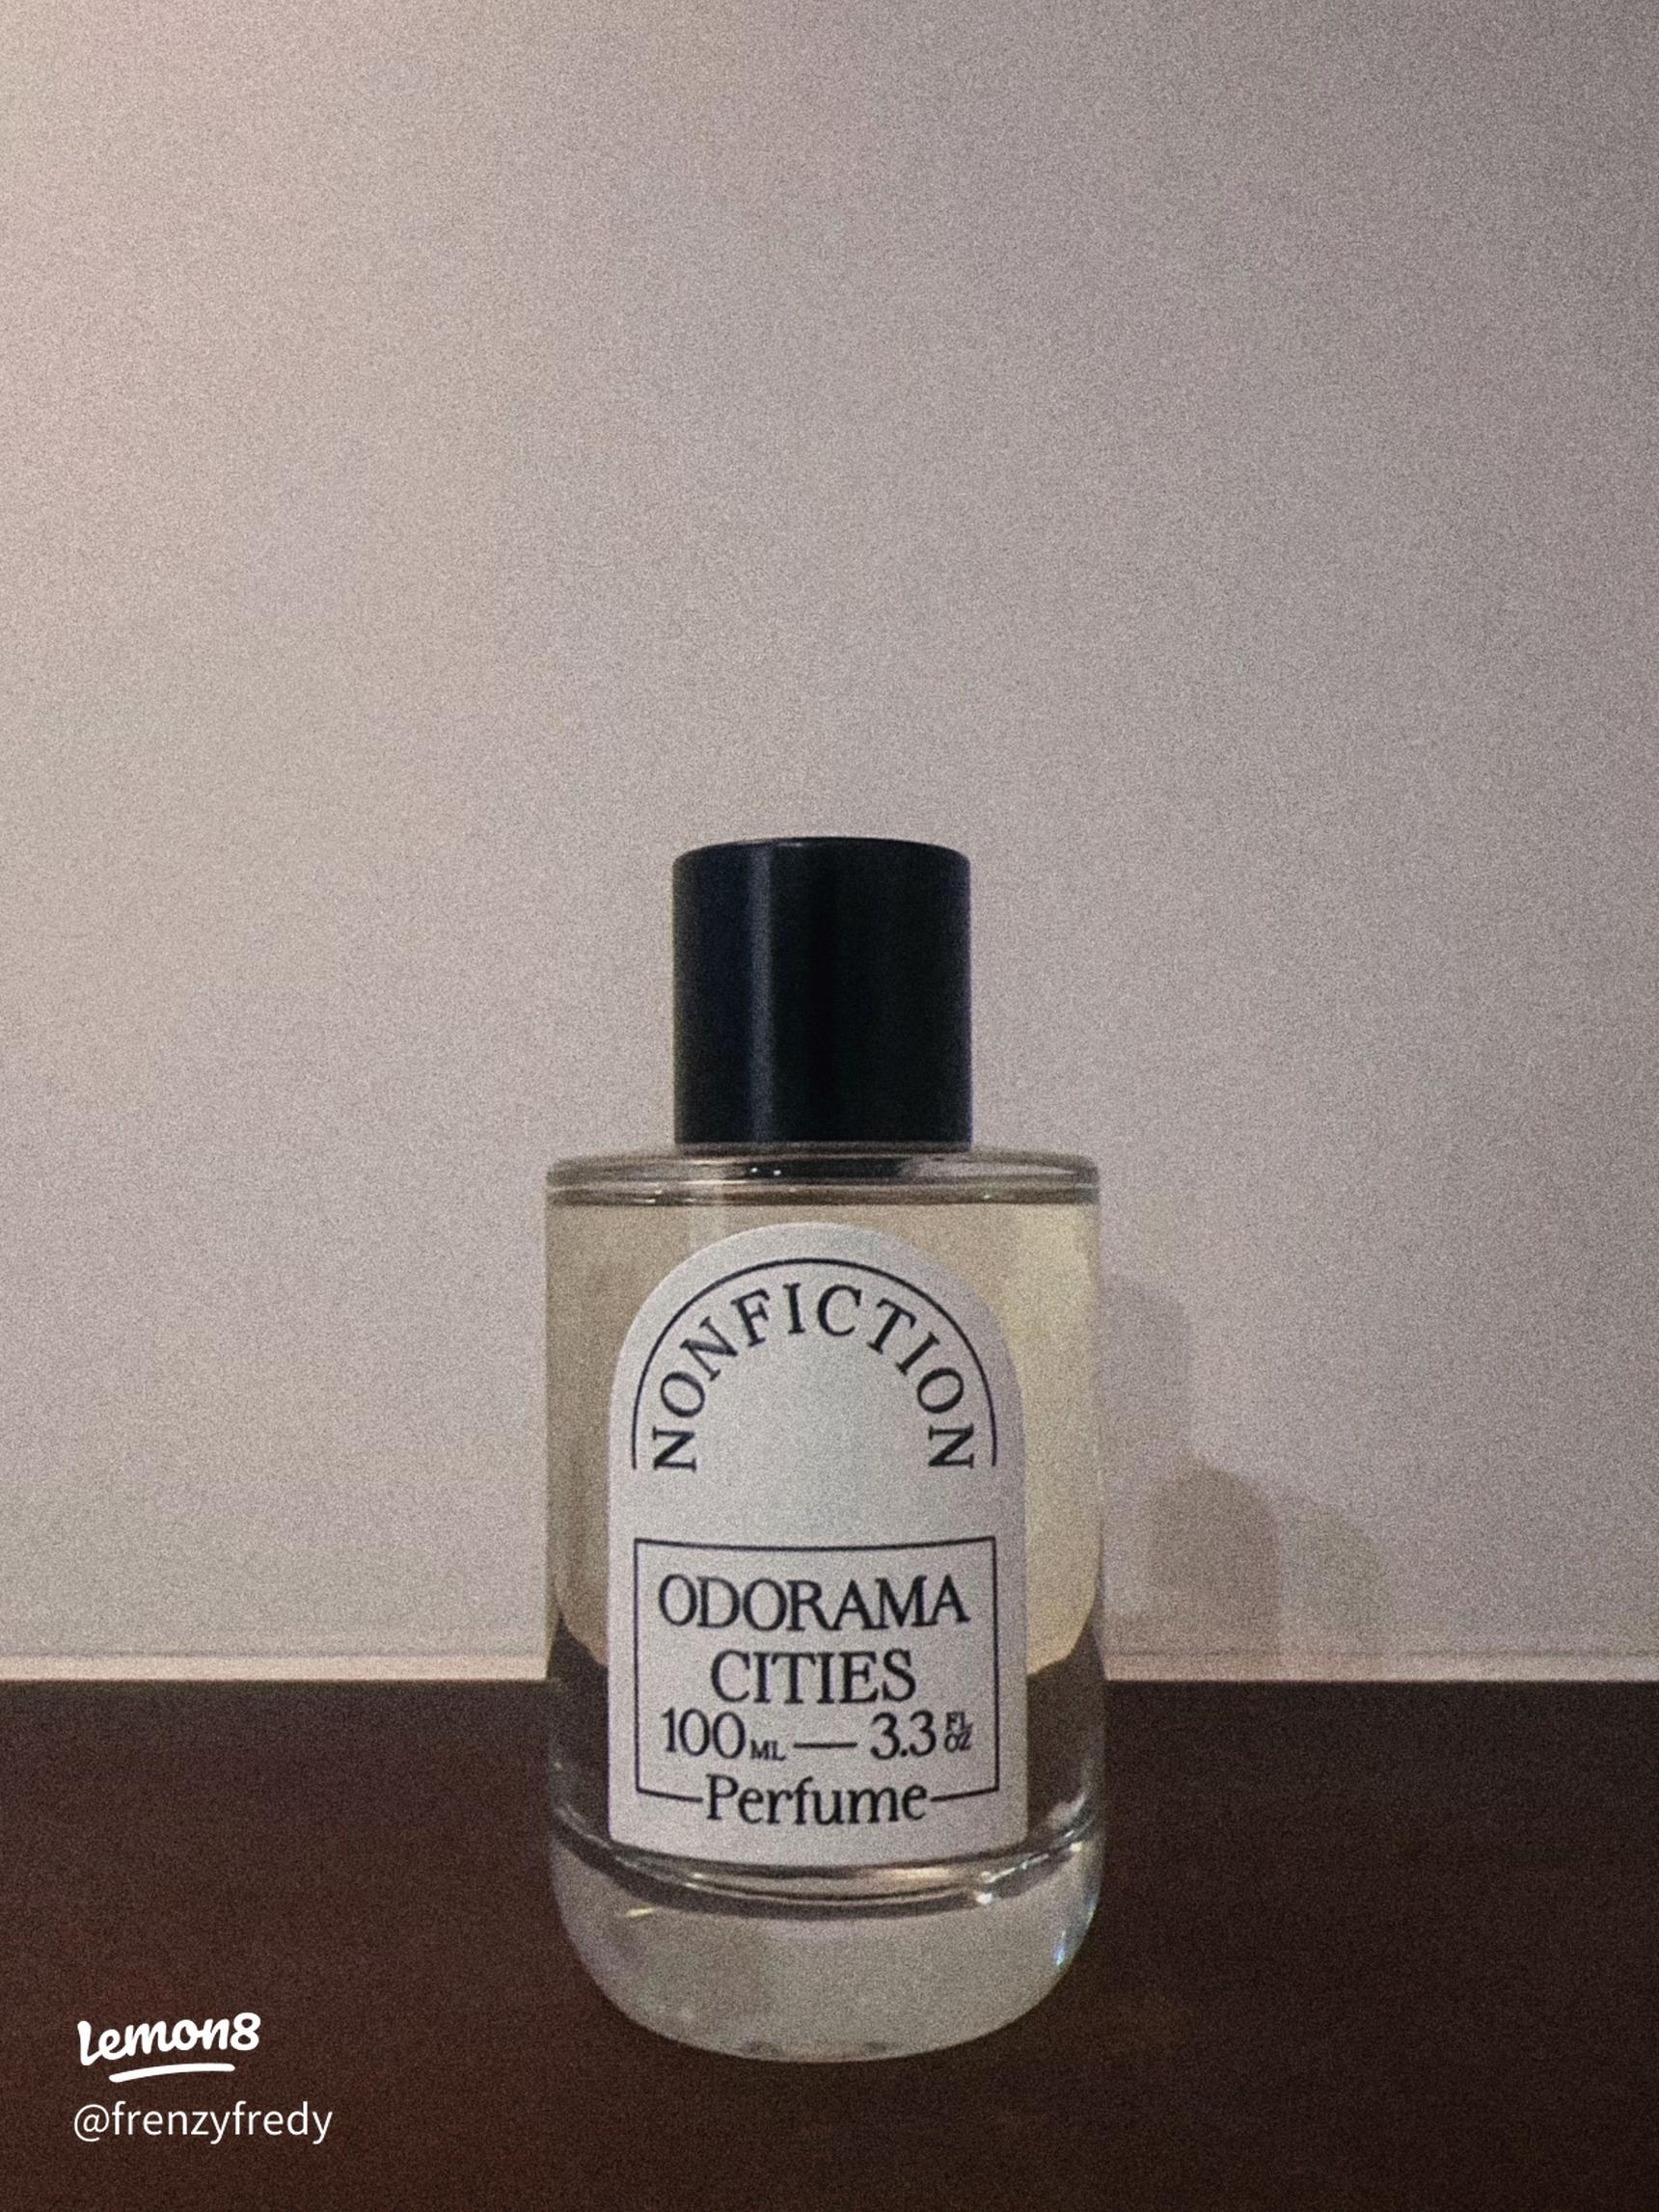 NONFICTION
ODORAMA
CITIES
100ML — 3.3 FL OZ
Perfume
Lemon8
@frenzyfredy